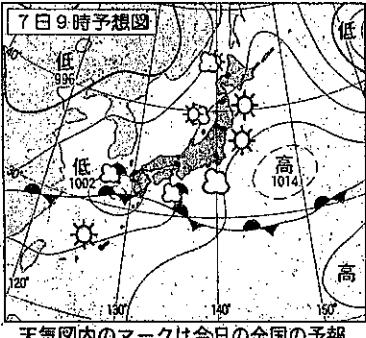 7日9時予想図
低
低
996
低
1002
高
1014
高
120°
130°
140°
150°
天気図内のマークは今日の全国の予報